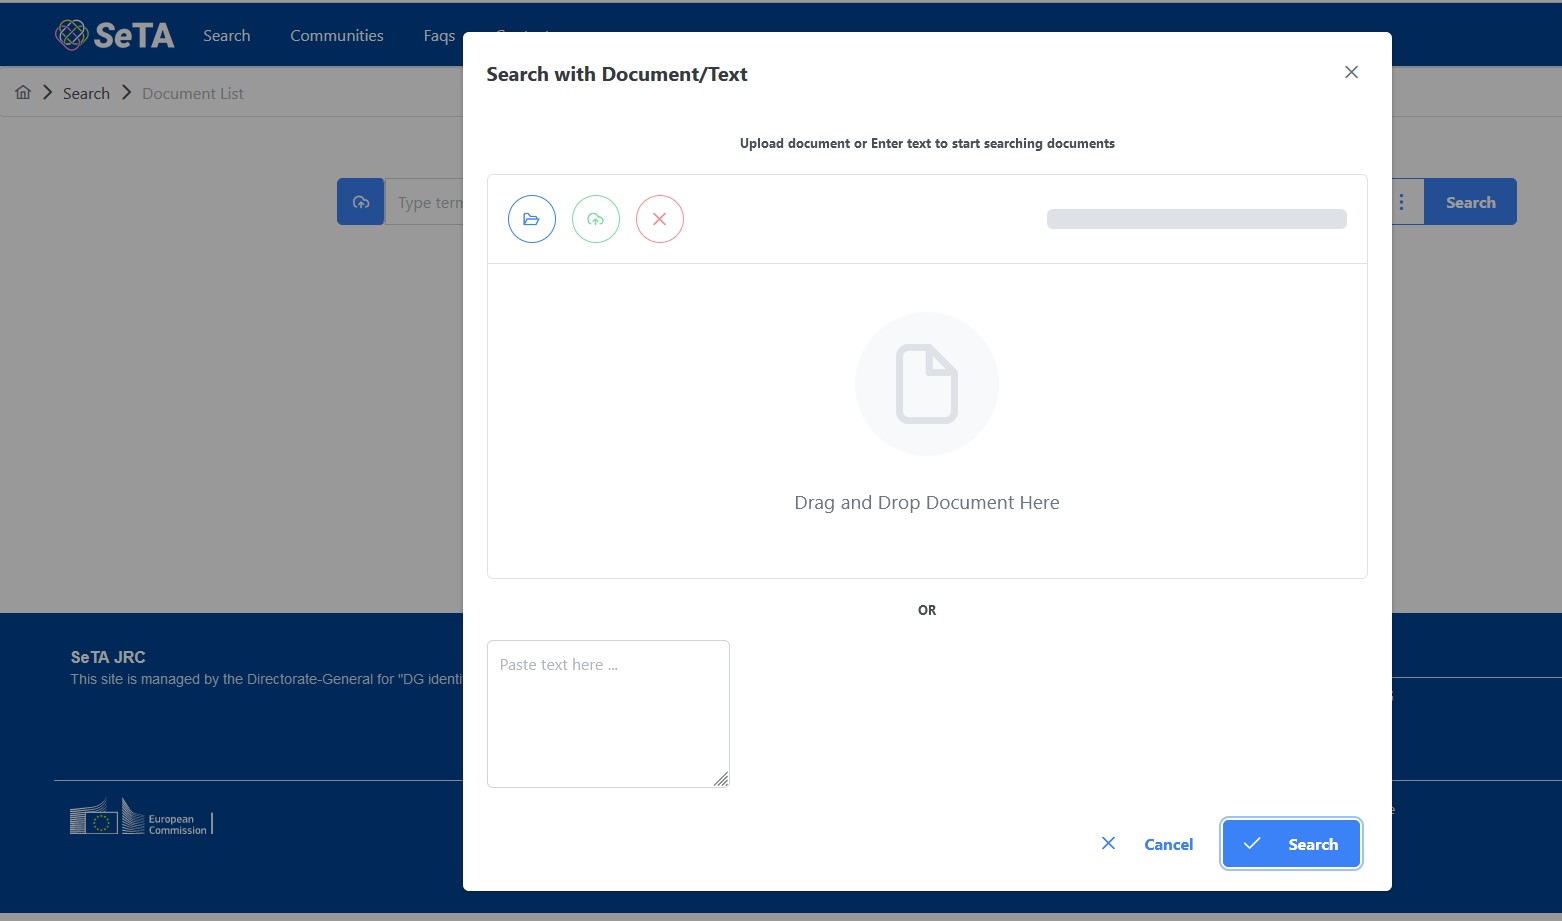 SeTA
Search
Communities
Faqs
Search
Document List
Search with Document/Text
Upload document or Enter text to start searching documents
Type term
Search
Drag and Drop Document Here
OR
Paste text here ...
SeTA JRC
This site is managed by the Directorate-General for "DG identi
European
Commission
Cancel
Search